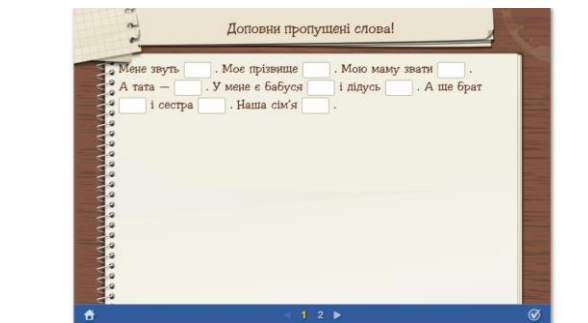 Доповни пропущені слова!
Мене звуть . Моє прізвище . Мою маму звати .
А тата — . У мене є бабуся і дідусь . А ще брат
і сестра . Наша сім'я .
1 2